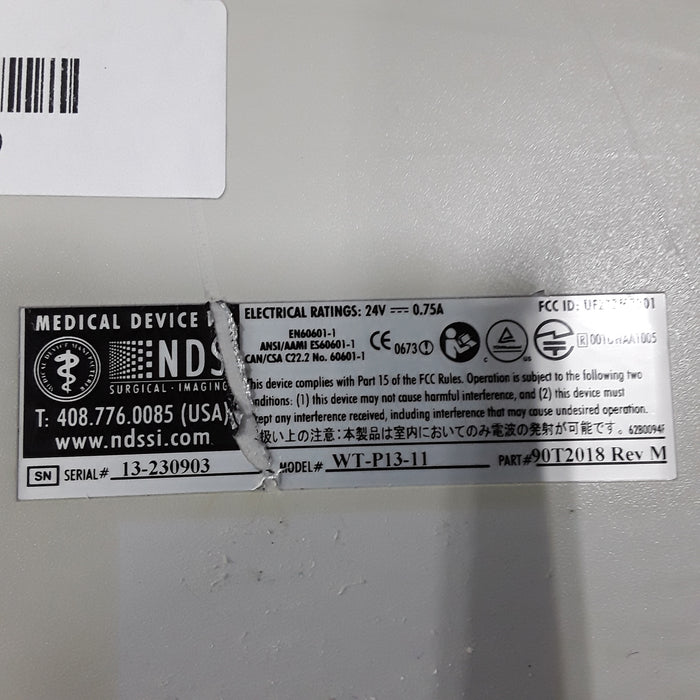 MEDICAL DEVICE
NDS
SURGICAL · IMAGING
T: 408.776.0085 (USA)
www.ndssi.com
ELECTRICAL RATINGS: 24V 0.75A
FCC ID:
EN60601-1
ANSI/AAMI ES60601-1
CAN/CSA C22.2 No. 60601-1
CE 0673
C US
R
this device complies with Part 15 of the FCC Rules. Operation is subject to the following two
conditions: (1) this device may not cause harmful interference, and (2) this device must
accept any interference received, including interference that may cause undesired operation.
扱い上の注意:本製品は室内においてのみ電波の発射が可能です。 62B0094F
SN SERIAL# 13-230903
MODEL# WT-P13-11
PART# 90T2018 Rev M